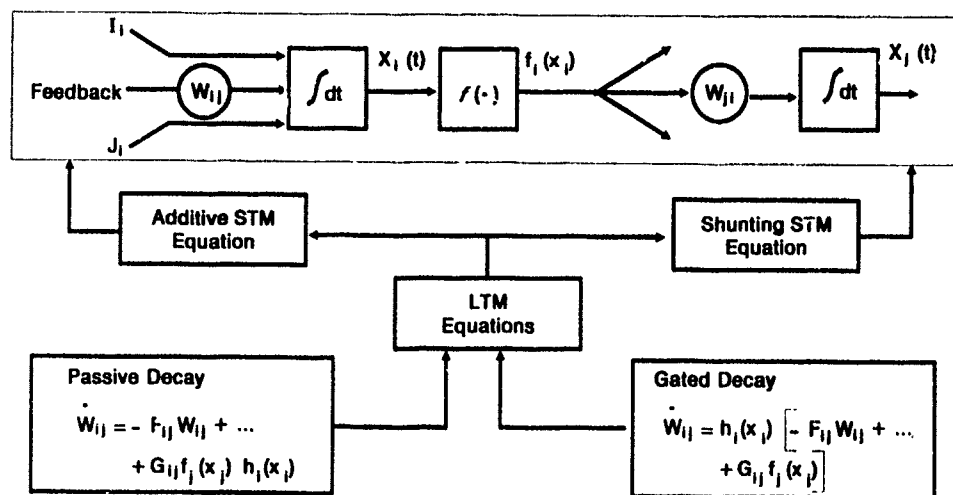 I_i
X_i (t)
f_i (x_i)
X_j (t)
Feedback
W_ij
∫dt
f(·)
W_ji
∫dt
J_i
Additive STM
Equation
Shunting STM
Equation
LTM
Equations
Passive Decay
Ẇ_ij = - F_ij W_ij + ...
+ G_ij f_j (x_j) h_i (x_i)
Gated Decay
Ẇ_ij = h_i (x_i) [- F_ij W_ij + ...
+ G_ij f_j (x_j)]